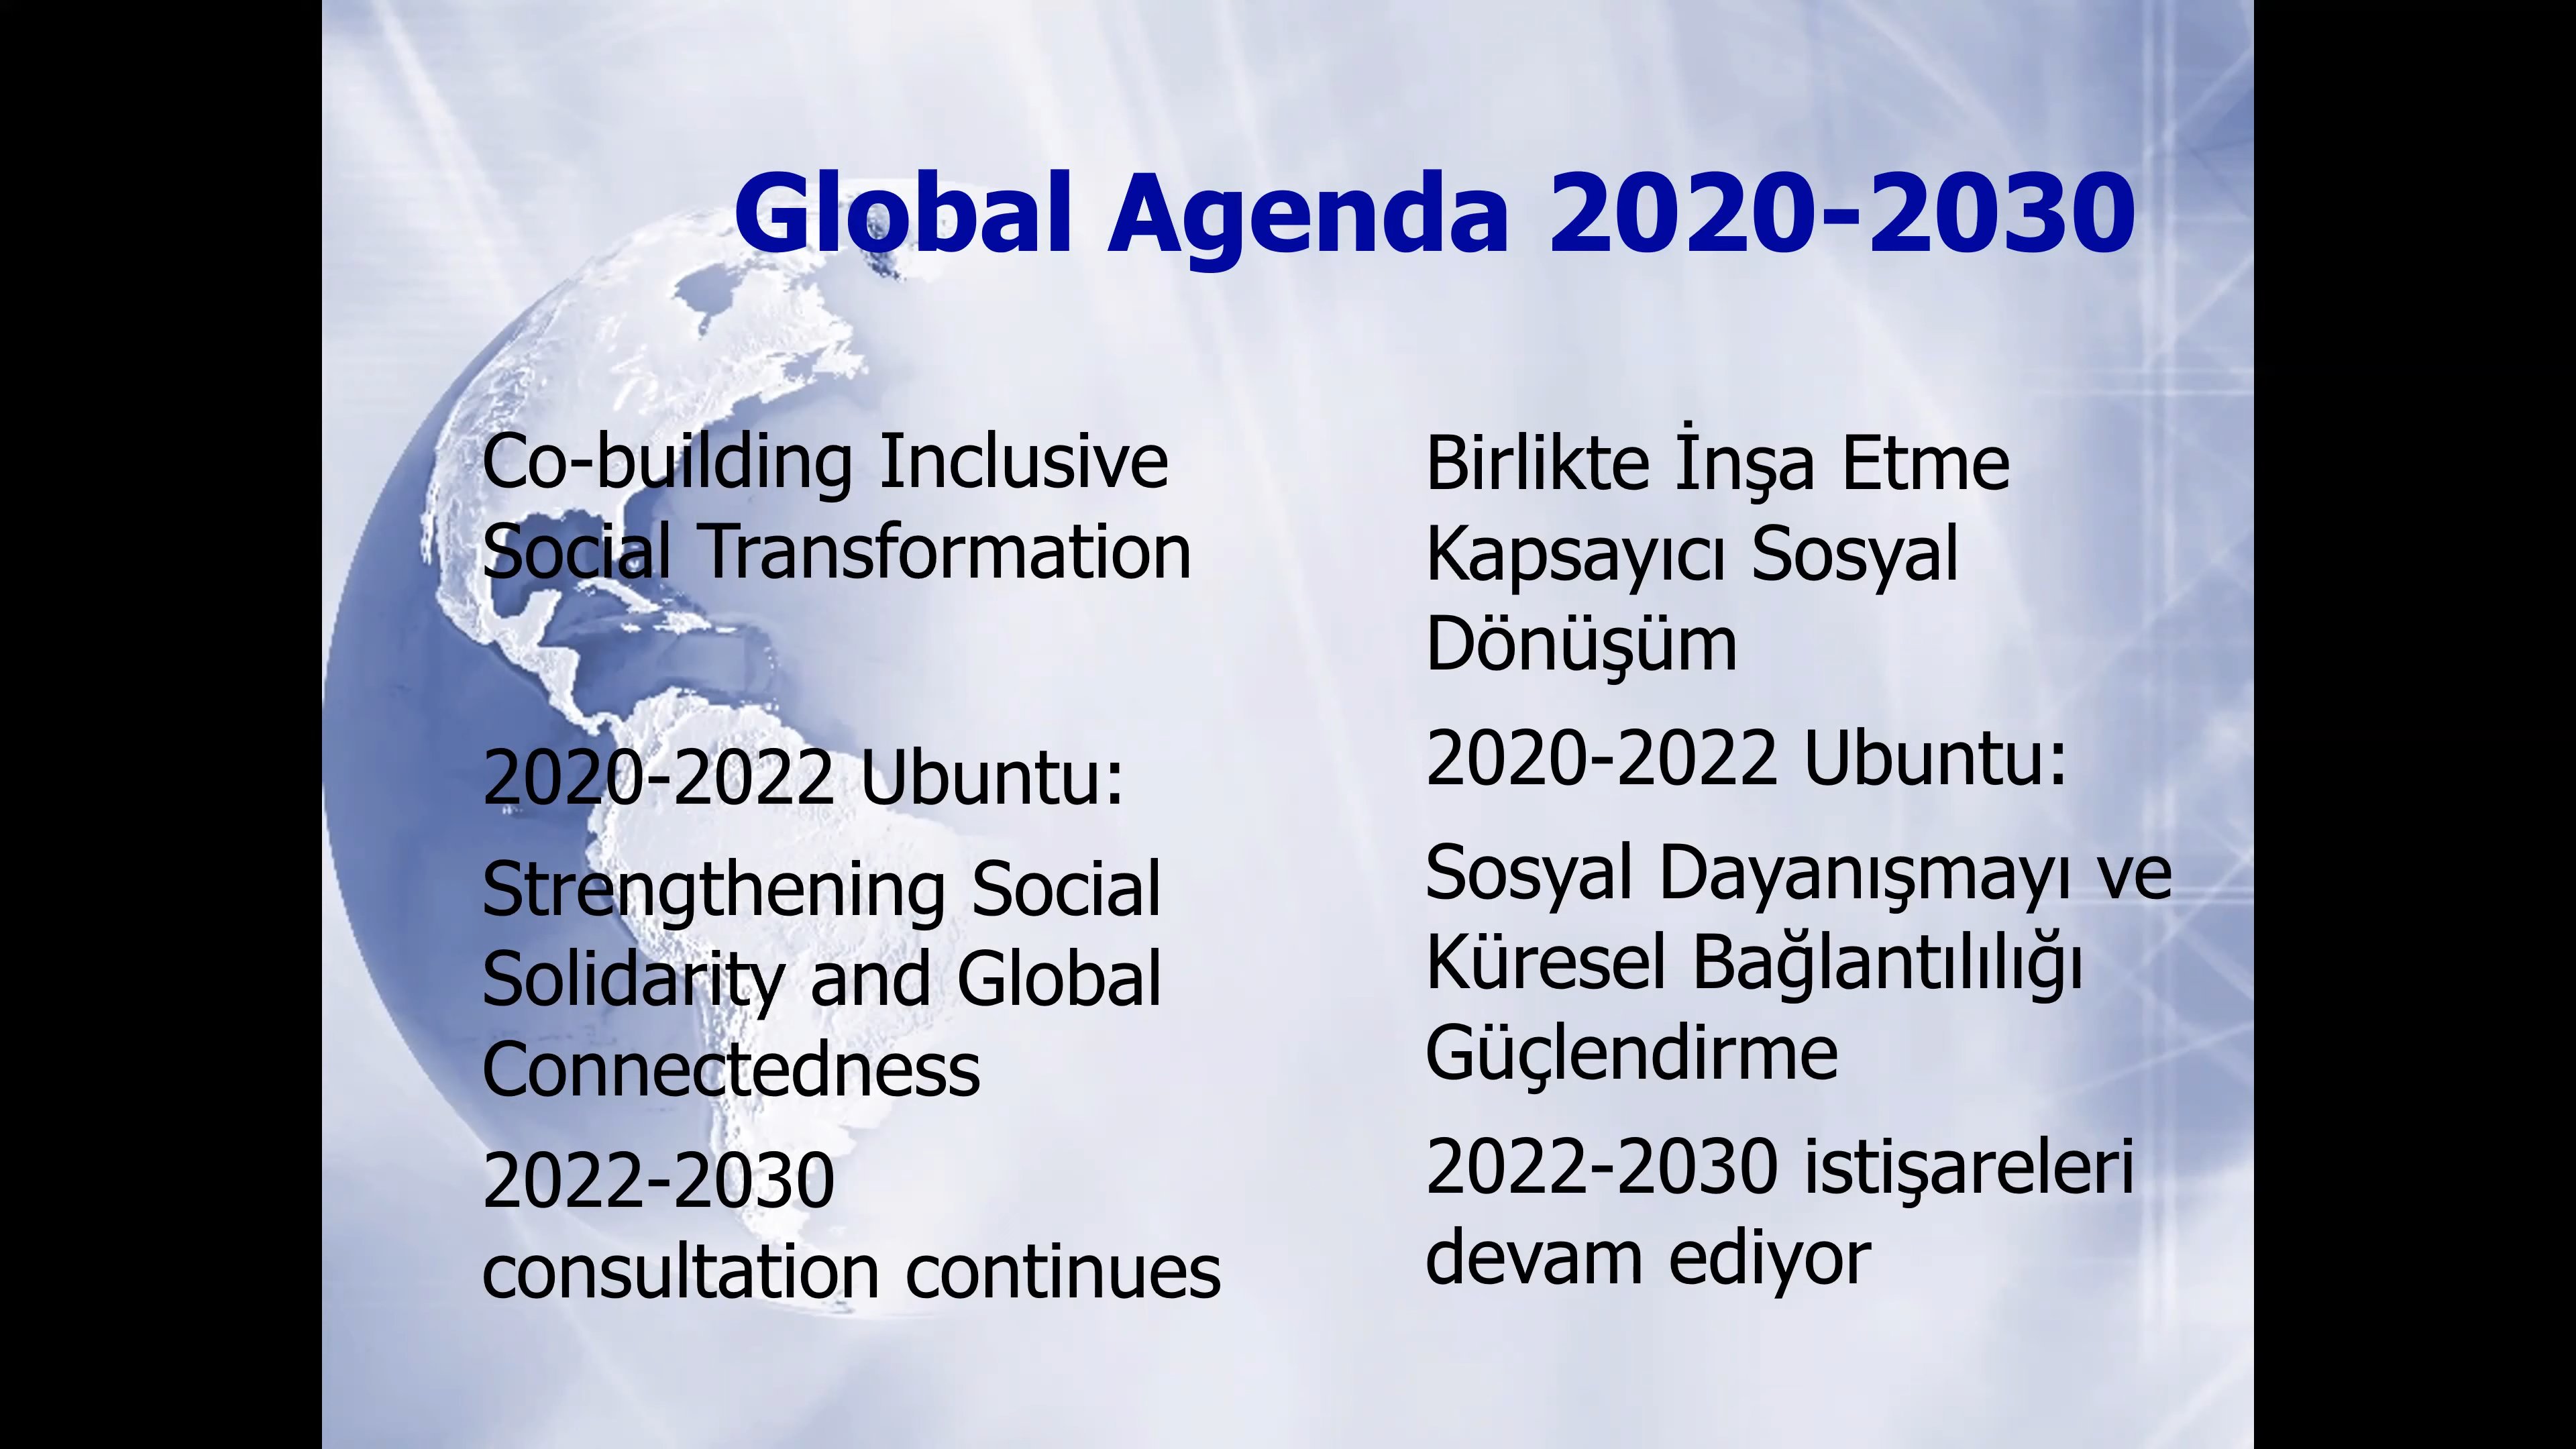 Global Agenda 2020-2030
Co-building Inclusive
Social Transformation
2020-2022 Ubuntu:
Strengthening Social
Solidarity and Global
Connectedness
2022-2030
consultation continues
Birlikte İnşa Etme
Kapsayıcı Sosyal
Dönüşüm
2020-2022 Ubuntu:
Sosyal Dayanışmayı ve
Küresel Bağlantılılığı
Güçlendirme
2022-2030 istişareleri
devam ediyor